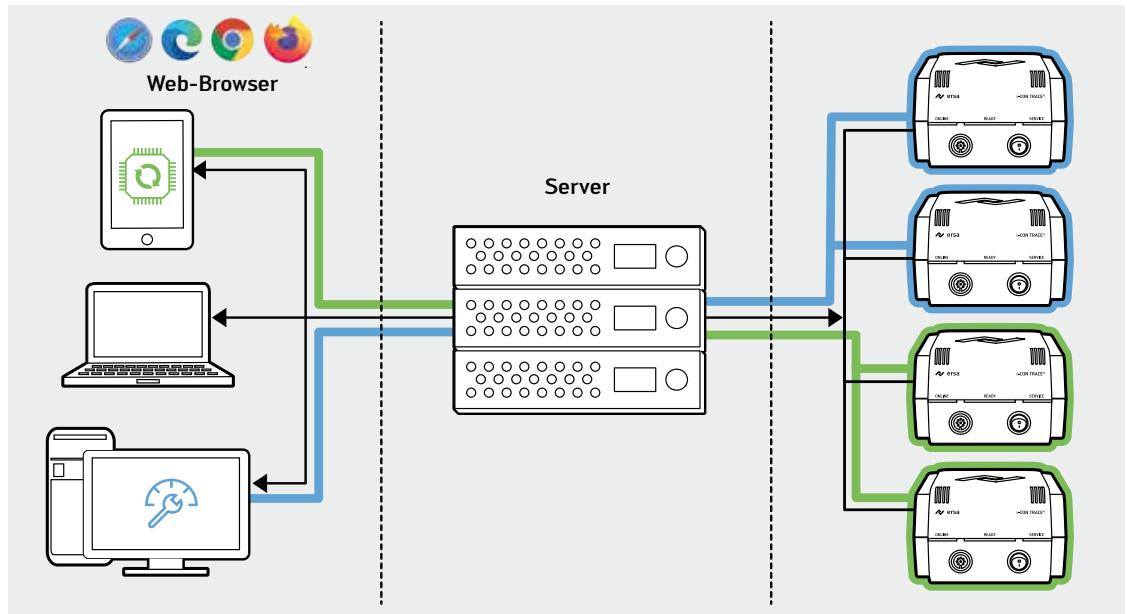 Web-Browser
Server
ersa
i-CON TRACE®
ONLINE
READY
SERVICE
ersa
i-CON TRACE®
ONLINE
READY
SERVICE
ersa
i-CON TRACE®
ONLINE
READY
SERVICE
ersa
i-CON TRACE®
ONLINE
READY
SERVICE